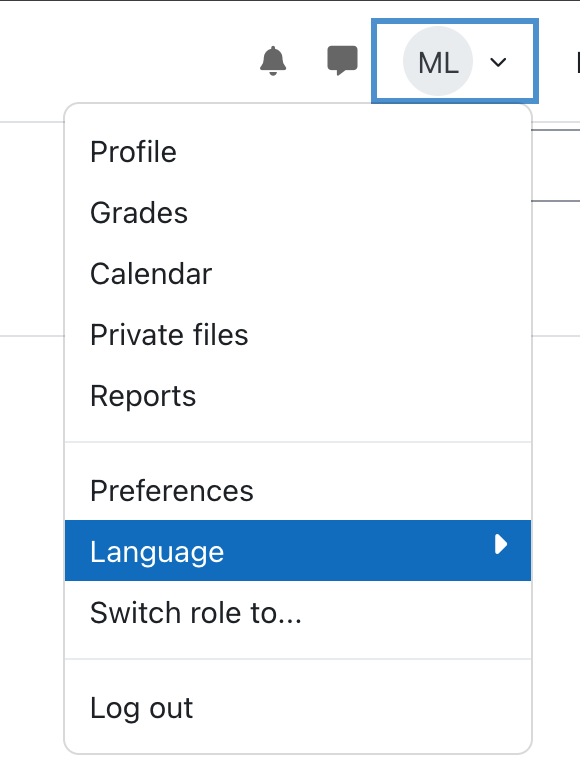 ML
Profile
Grades
Calendar
Private files
Reports
Preferences
Language
Switch role to...
Log out